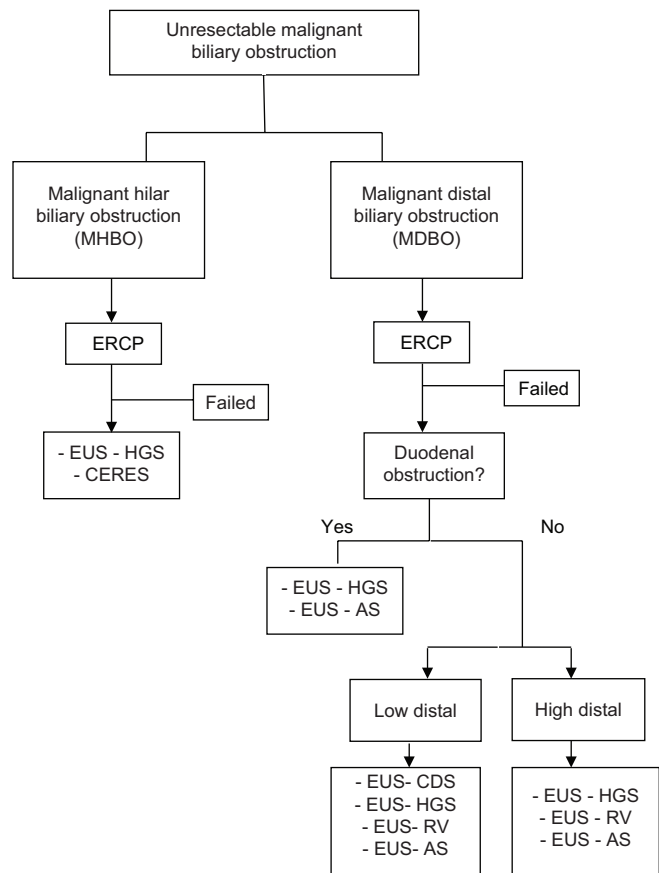 Unresectable malignant
biliary obstruction
Malignant hilar
biliary obstruction
(MHBO)
Malignant distal
biliary obstruction
(MDBO)
ERCP
ERCP
Failed
Failed
- EUS - HGS
- CERES
Duodenal
obstruction?
Yes
No
- EUS - HGS
- EUS - AS
Low distal
High distal
- EUS- CDS
- EUS- HGS
- EUS- RV
- EUS- AS
- EUS - HGS
- EUS - RV
- EUS - AS